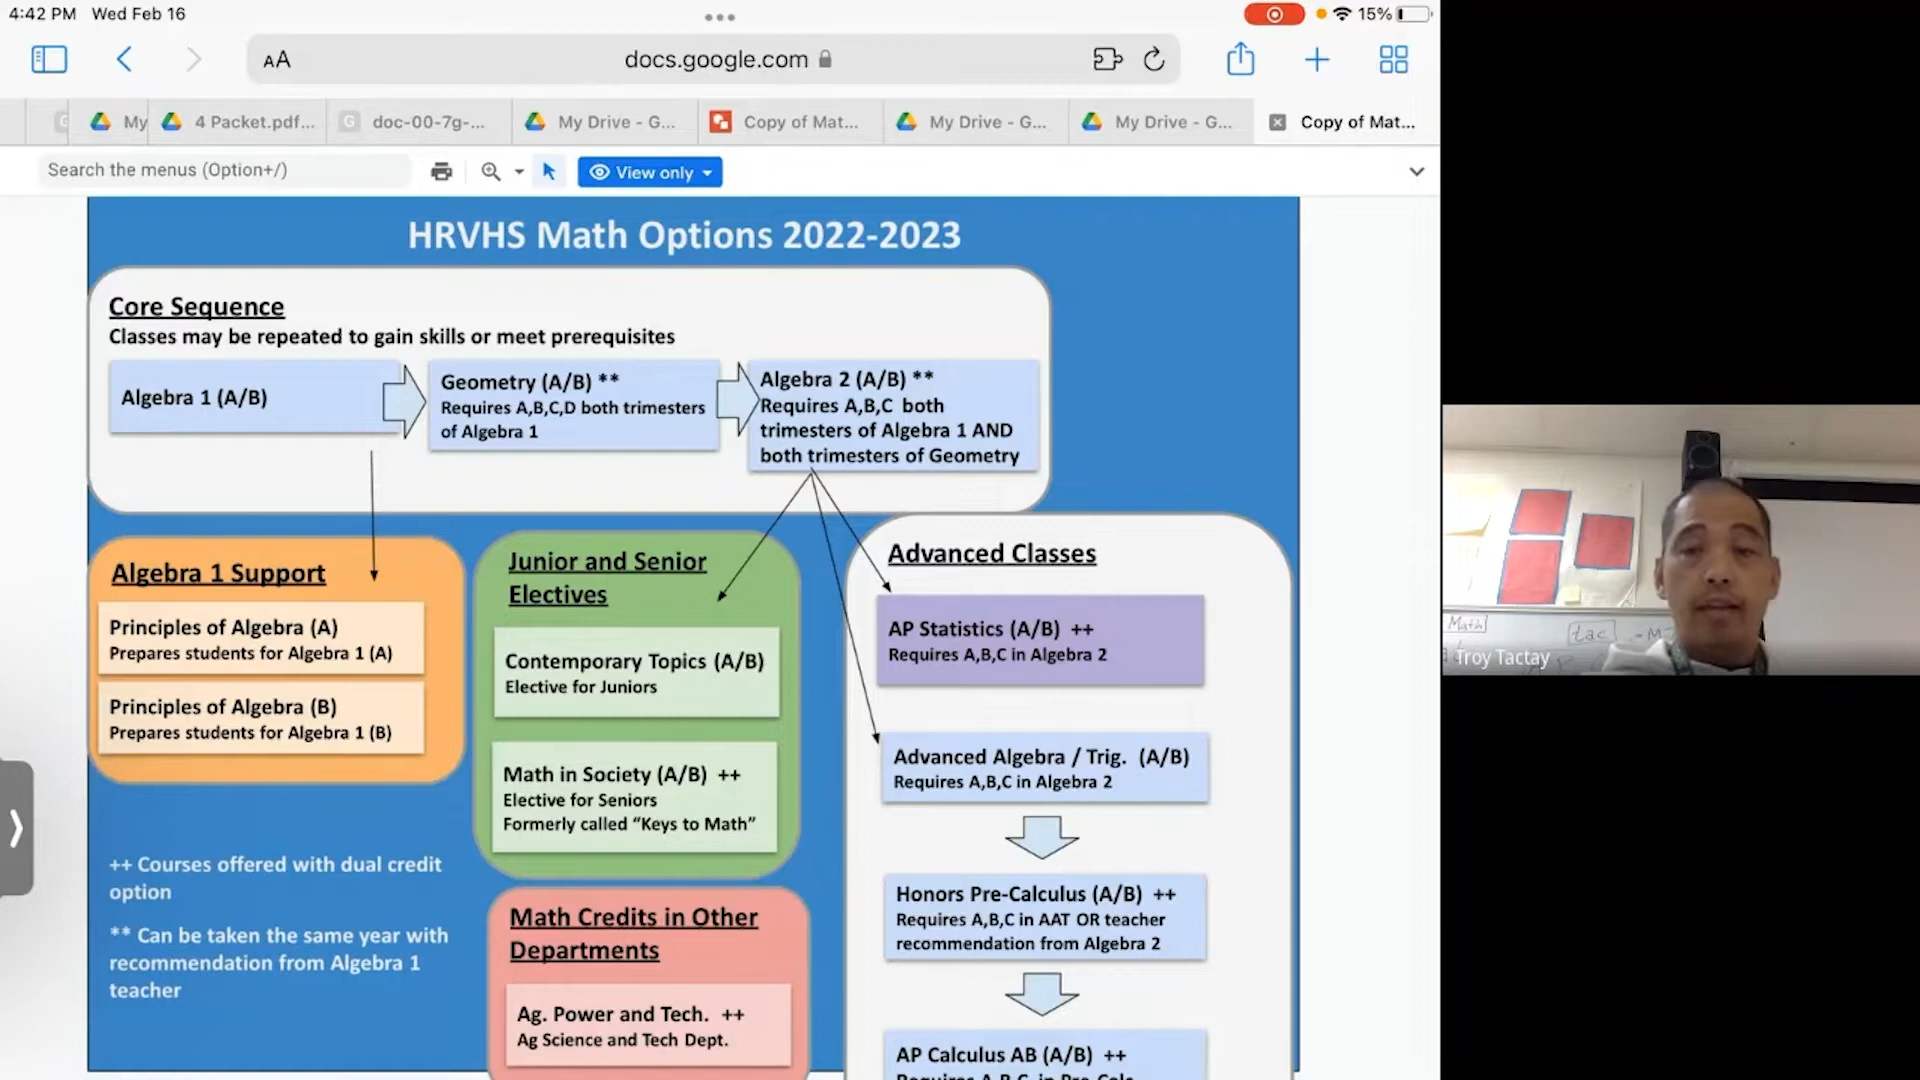 4:42 PM Wed Feb 16
15%
AA
docs.google.com
My
4 Packet.pdf...
G
doc-00-7g-...
My Drive - G...
Copy of Mat...
My Drive - G...
My Drive - G...
Copy of Mat...
Search the menus (Option+/)
View only
HRVHS Math Options 2022-2023
Core Sequence
Classes may be repeated to gain skills or meet prerequisites
Algebra 1 (A/B)
Geometry (A/B) **
Requires A,B,C,D both trimesters
of Algebra 1
Algebra 2 (A/B) **
Requires A,B,C both
trimesters of Algebra 1 AND
both trimesters of Geometry
Algebra 1 Support
Principles of Algebra (A)
Prepares students for Algebra 1 (A)
Principles of Algebra (B)
Prepares students for Algebra 1 (B)
++ Courses offered with dual credit
option
** Can be taken the same year with
recommendation from Algebra 1
teacher
Junior and Senior
Electives
Contemporary Topics (A/B)
Elective for Juniors
Math in Society (A/B) ++
Elective for Seniors
Formerly called “Keys to Math”
Math Credits in Other
Departments
Ag. Power and Tech. ++
Ag Science and Tech Dept.
Advanced Classes
AP Statistics (A/B) ++
Requires A,B,C in Algebra 2
Advanced Algebra / Trig. (A/B)
Requires A,B,C in Algebra 2
Honors Pre-Calculus (A/B) ++
Requires A,B,C in AAT OR teacher
recommendation from Algebra 2
AP Calculus AB (A/B) ++
Requires A,B,C in Pre-Calc
Math
tac
Troy Tactay